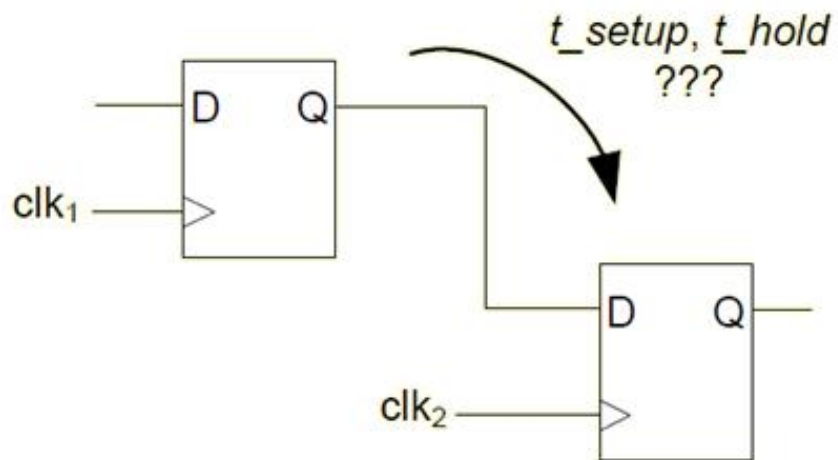 t_setup, t_hold
???
D Q
clk₁
D Q
clk₂